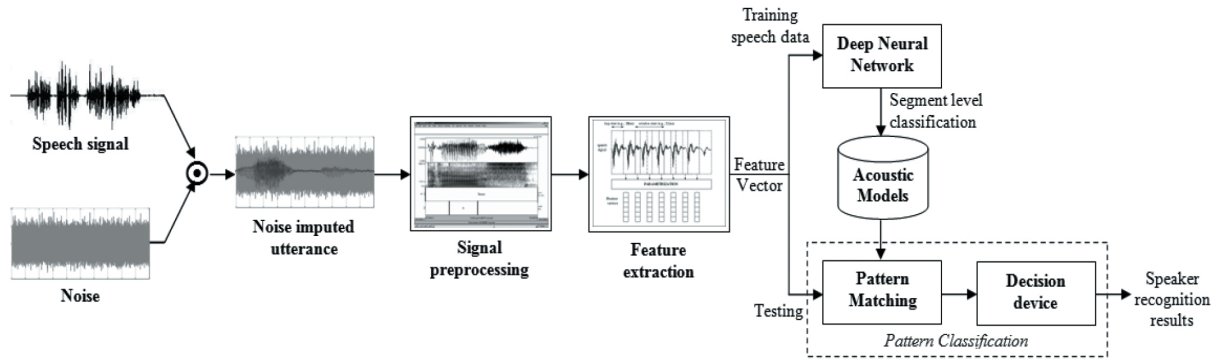 Speech signal
Noise
Noise imputed
utterance
Signal
preprocessing
PARAMETERIZATION
Feature
extraction
Feature
Vector
Training
speech data
Deep Neural
Network
Segment level
classification
Acoustic
Models
Testing
Pattern
Matching
Decision
device
Pattern Classification
Speaker
recognition
results